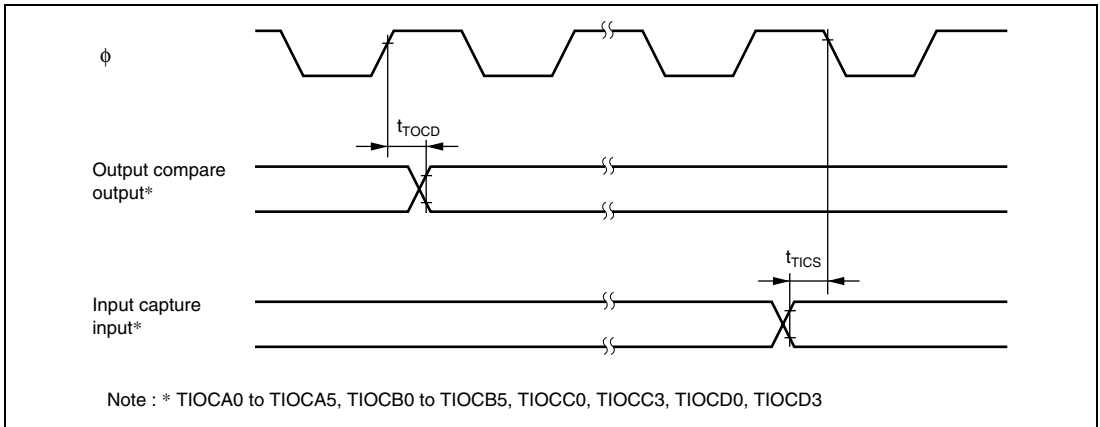 ϕ
tTOCD
Output compare
output*
tTICS
Input capture
input*
Note : * TIOCA0 to TIOCA5, TIOCB0 to TIOCB5, TIOCC0, TIOCC3, TIOCD0, TIOCD3